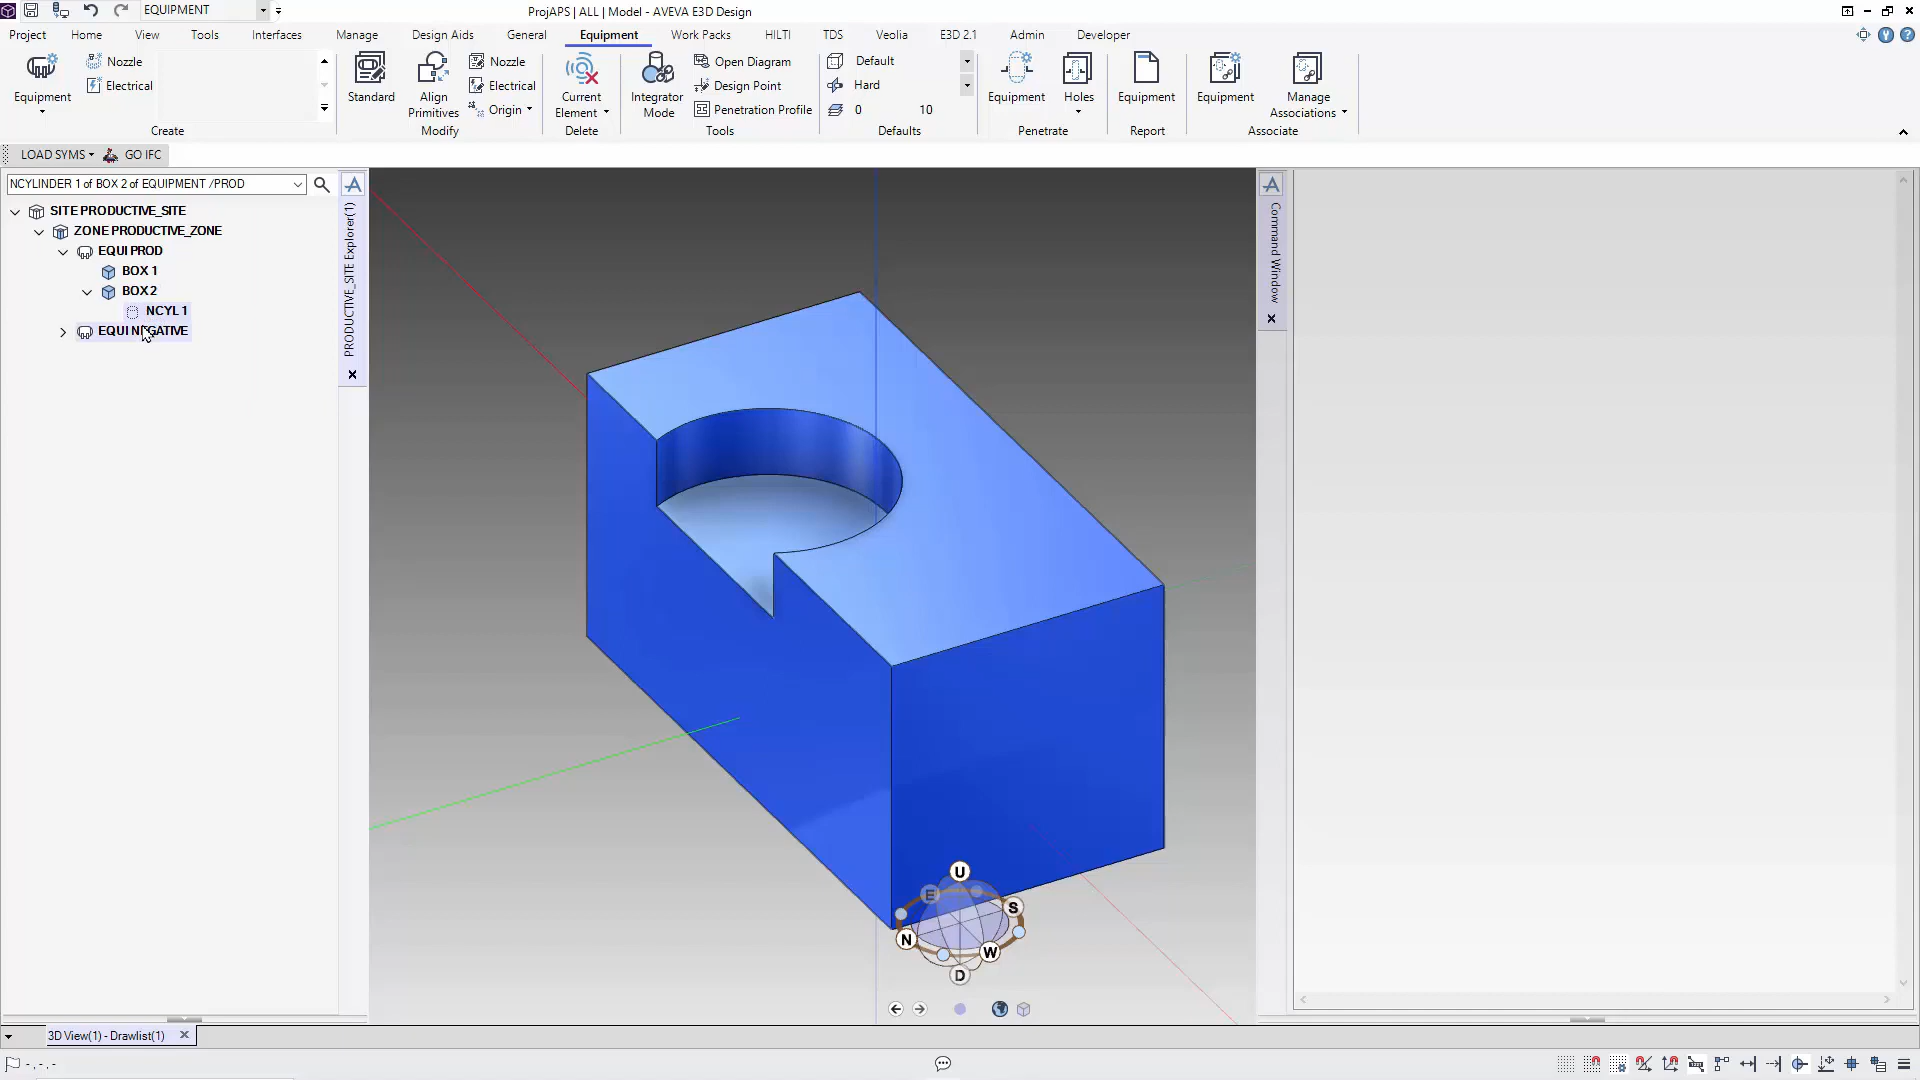 EQUIPMENT
ProjAPS | ALL | Model - AVEVA E3D Design
Project Home View Tools Interfaces Manage Design Aids General Equipment Work Packs HILTI TDS Veolia E3D 2.1 Admin Developer
Equipment
Nozzle
Electrical
Create
Standard
Align Primitives
Nozzle
Electrical
Origin
Modify
Current Element
Delete
Integrator Mode
Open Diagram
Design Point
Penetration Profile
Tools
Default
Hard
0 10
Defaults
Equipment
Holes
Penetrate
Equipment
Report
Equipment
Manage Associations
Associate
LOAD SYMS GO IFC
NCYLINDER 1 of BOX 2 of EQUIPMENT /PROD
SITE PRODUCTIVE_SITE
ZONE PRODUCTIVE_ZONE
EQUI PROD
BOX 1
BOX 2
NCYL 1
EQUI NEGATIVE
PRODUCTIVE_SITE Explorer(1)
Command Window
U
E
S
N
W
D
3D View(1) - Drawlist(1)
- . - . -